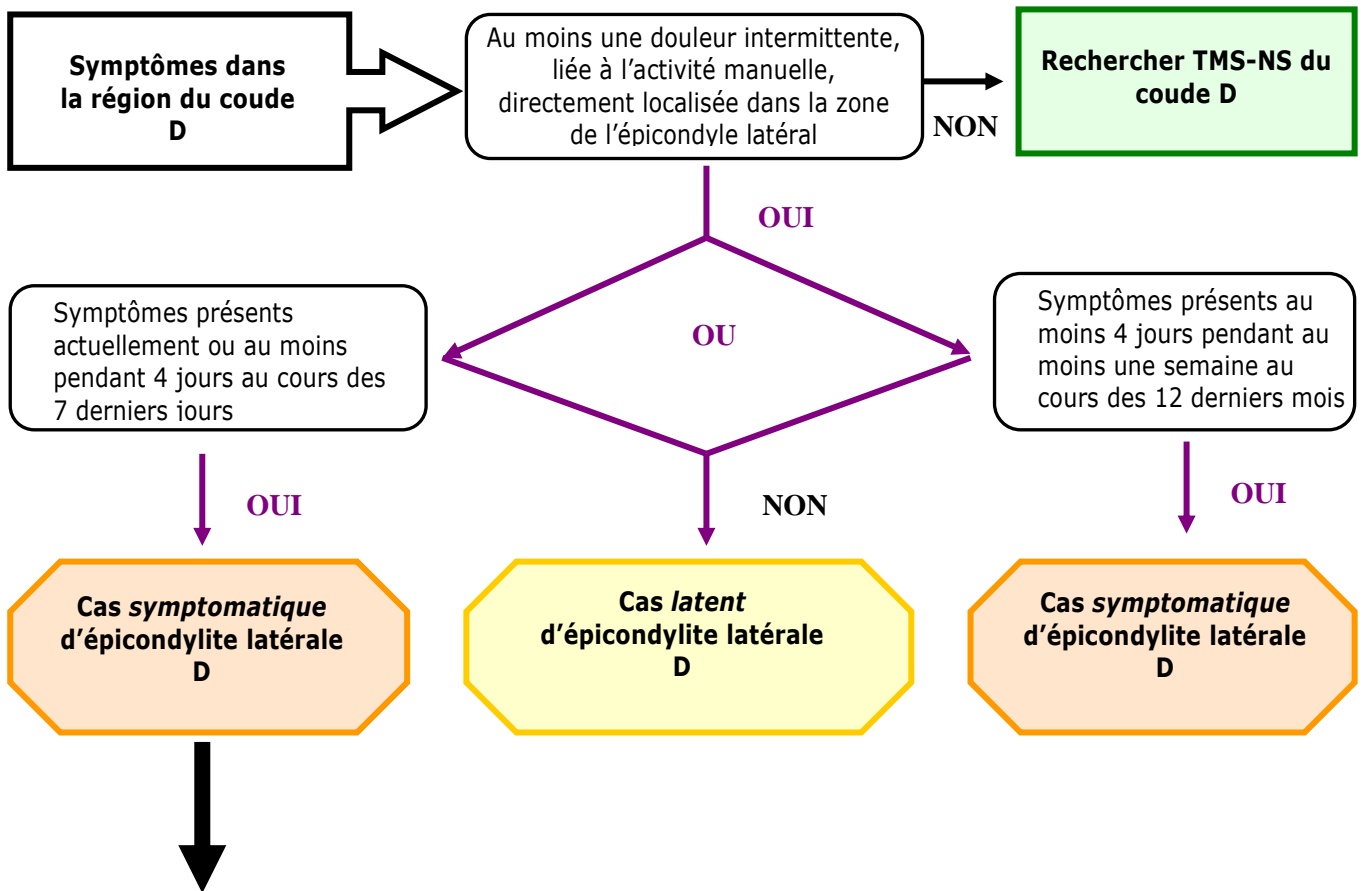 Symptômes dans
la région du coude
D
Au moins une douleur intermittente,
liée à l’activité manuelle,
directement localisée dans la zone
de l’épicondyle latéral
NON
Rechercher TMS-NS du
coude D
OUI
Symptômes présents
actuellement ou au moins
pendant 4 jours au cours des
7 derniers jours
OU
Symptômes présents au
moins 4 jours pendant au
moins une semaine au
cours des 12 derniers mois
OUI
NON
OUI
Cas symptomatique
d’épicondylite latérale
D
Cas latent
d’épicondylite latérale
D
Cas symptomatique
d’épicondylite latérale
D